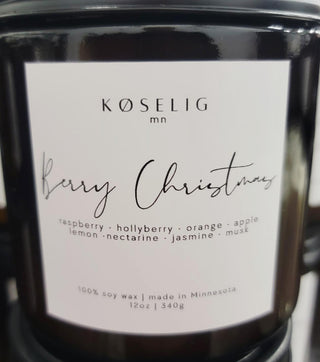 KØSELIG
mn
Berry Christmas
raspberry · hollyberry · orange · apple
lemon · nectarine · jasmine · musk
100% soy wax | made in Minnesota
12oz | 340g